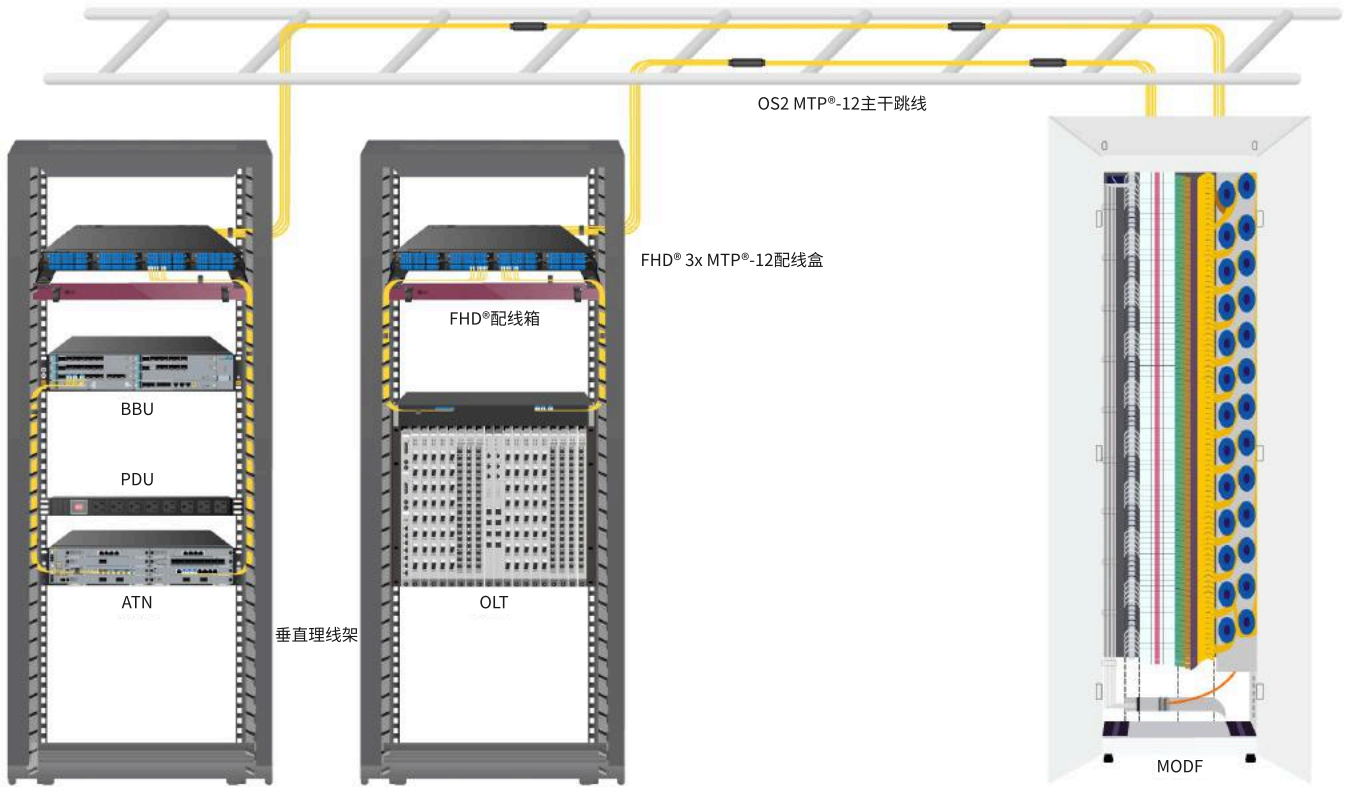 OS2 MTP®-12主干跳线
FHD® 3x MTP®-12配线盒
FHD®配线箱
BBU
PDU
ATN
OLT
垂直理线架
MODF